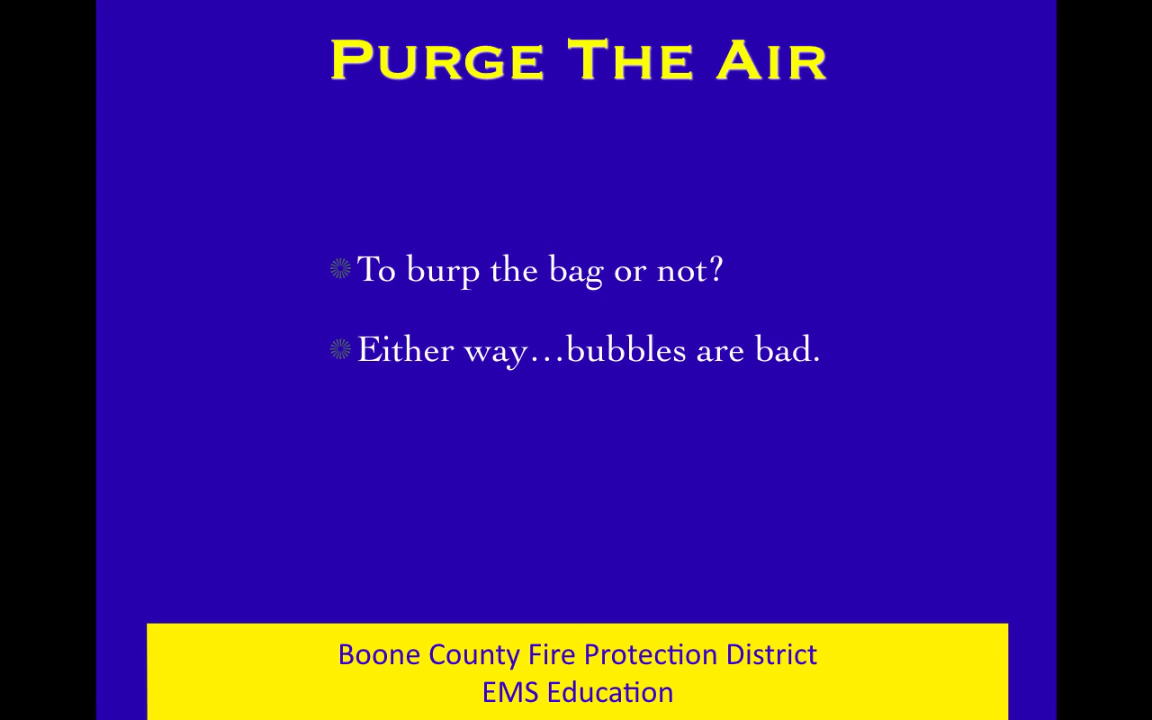 Purge The Air
To burp the bag or not?
Either way…bubbles are bad.
Boone County Fire Protection District
EMS Education